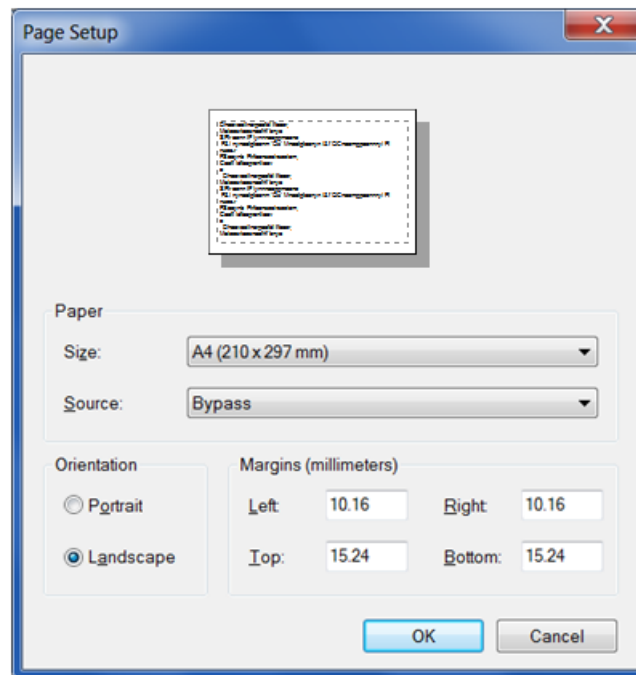 Page Setup
Paper
Size: A4 (210 x 297 mm)
Source: Bypass
Orientation
Portrait
Landscape
Margins (millimeters)
Left: 10.16 Right: 10.16
Top: 15.24 Bottom: 15.24
OK Cancel